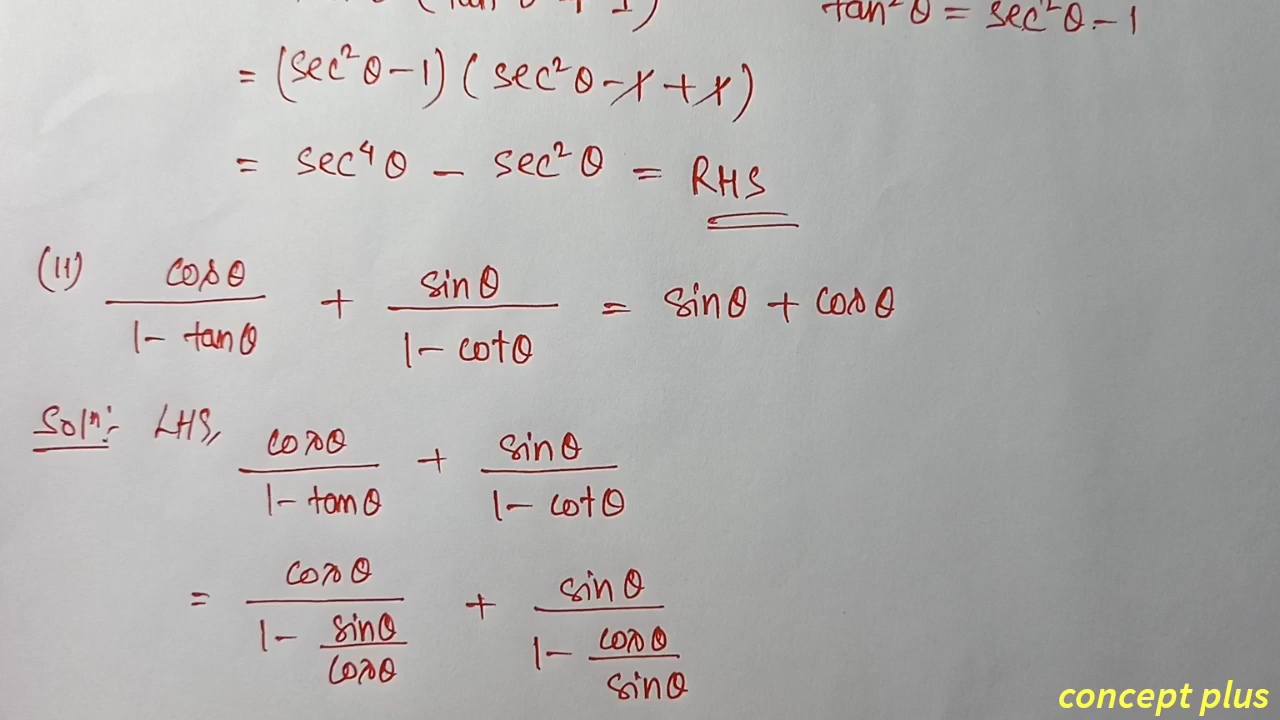 tan²θ = sec²θ - 1
= (sec²θ - 1) ( sec²θ - 1 + 1 )
= sec⁴θ - sec²θ = RHS
(11) cosθ / 1 - tanθ + sinθ / 1 - cotθ = sinθ + cosθ
Solⁿ:- LHS, cosθ / 1 - tanθ + sinθ / 1 - cotθ
= cosθ / 1 - sinθ/cosθ + sinθ / 1 - cosθ/sinθ
concept plus